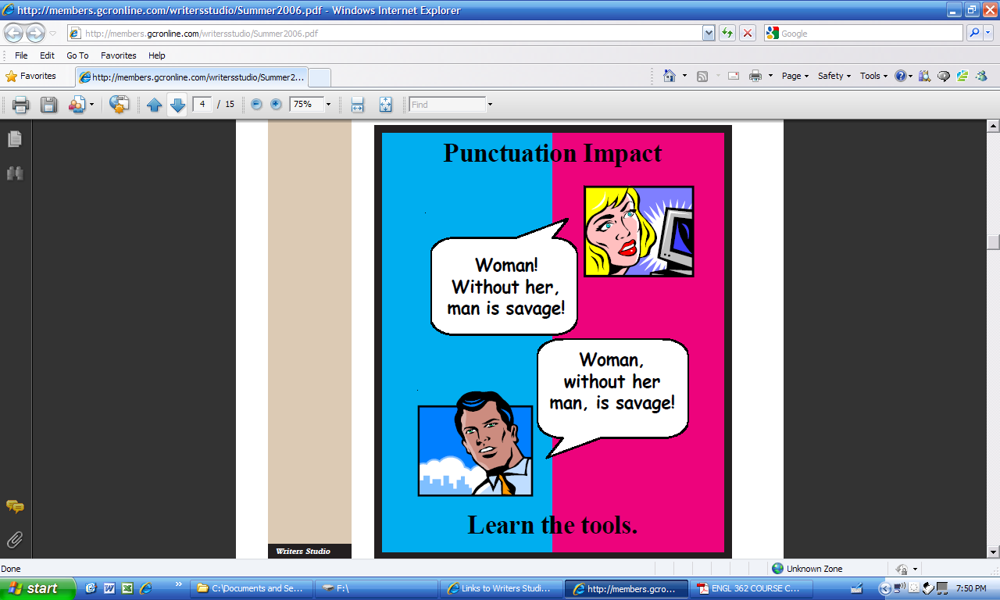 http://members.gcronline.com/writersstudio/Summer2006.pdf - Windows Internet Explorer
http://members.gcronline.com/writersstudio/Summer2006.pdf
Google
File Edit Go To Favorites Help
Favorites
http://members.gcronline.com/writersstudio/Summer2...
Page Safety Tools
4 / 15 75% Find
Punctuation Impact
Woman!
Without her,
man is savage!
Woman,
without her
man, is savage!
Learn the tools.
Writers Studio
Done
Unknown Zone
start
C:\Documents and Se...
F:\
Links to Writers Studi...
http://members.gcro...
ENGL 362 COURSE C...
7:50 PM